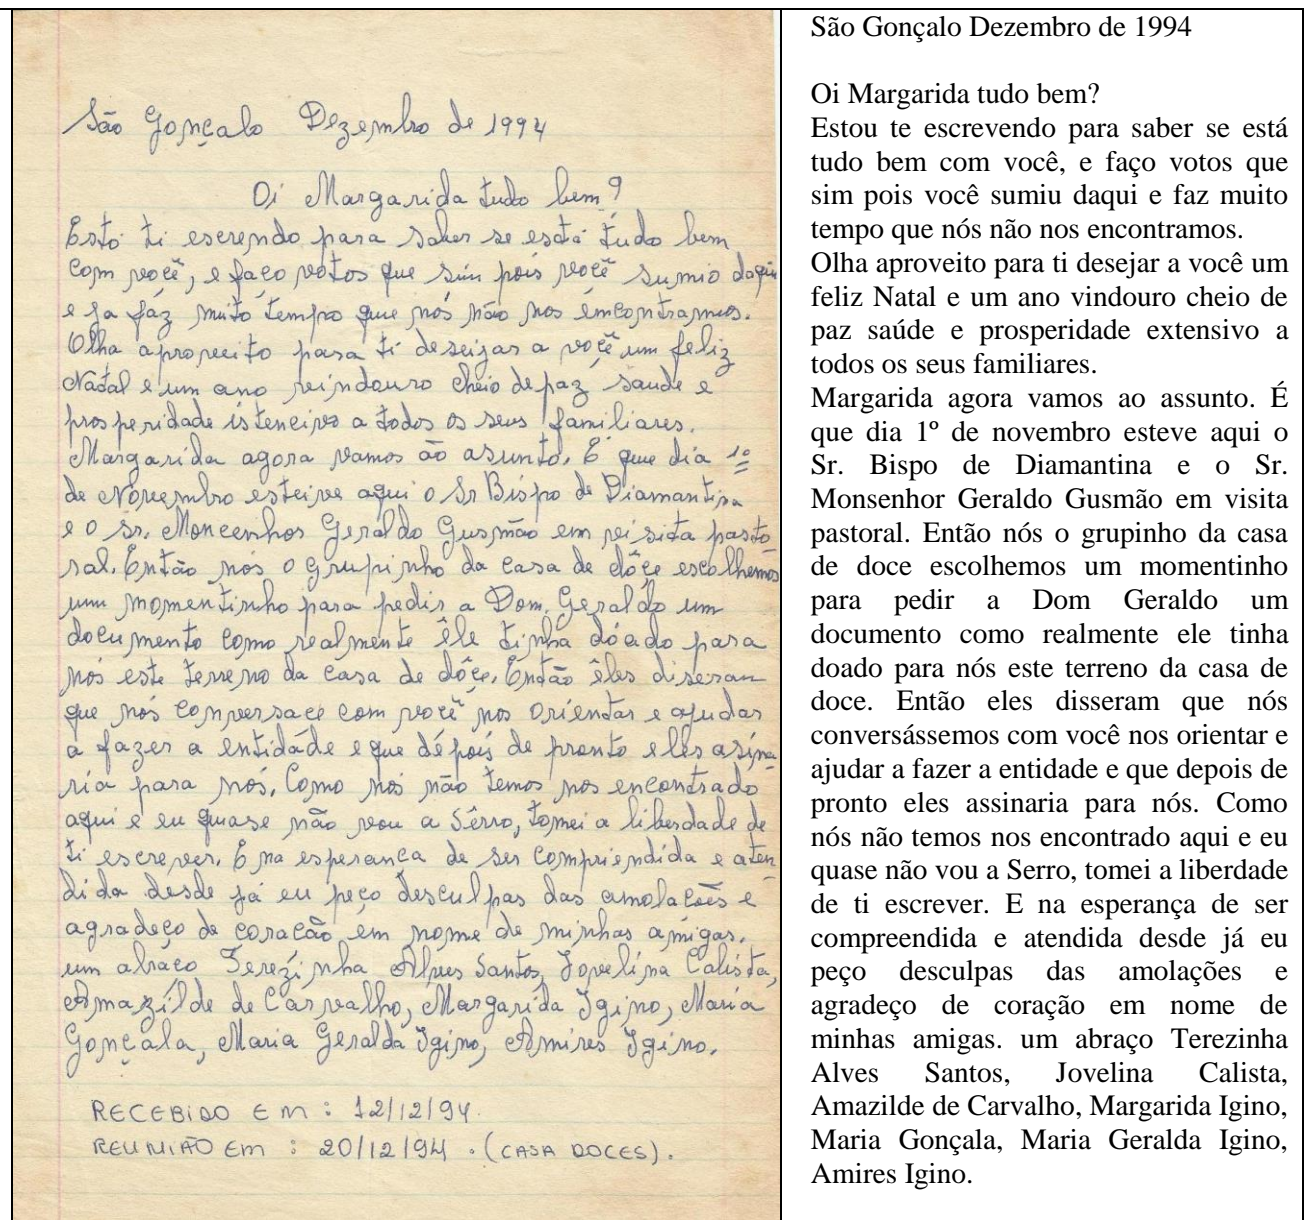 São Gonçalo Dezembro de 1994
Oi Margarida tudo bem?
Estó ti escrendo para saber se está tudo bem
com você, e faço votos que sim pois você sumio daqui
e ja fáz muito tempo que nós não nos emcontramos.
Olha aproveito para ti deseijar a você um feliz
Natal e um ano veindouro cheio de paz saude e
prosperidade istencivo a todos os seus familiares.
Margarida agora vamos ao asunto. É que dia 1º
de Novembro esteive aqui o Sr Bispo de Diamantina
e o Sr. Moncenhor Geraldo Gusmão em veisita pasto-
ral. Então nós o grupinho da casa de dôce escolhemos
um momentinho para pedir a Dom. Geraldo um
documento como realmente êle tinha dóado para
nós este terreno da casa de dôce. Então êles diseran
que nós conversace com você nos orientar e ajudar
a fazer a entidade e que dépois de pronto eles asina
ria para nós. Como nós não temos nos encontrado
aqui e eu quase não vou a Sêrro, tomei a liberdade de
ti escrever. E na esperança de ser compriendida e aten
dida desde já eu peço desculpas das amolacões e
agradeço de coracão em nome de minhas amigas.
um abraco Terezinha Alves Santos, Jovelina Calista,
Amazilde de Carvalho, Margarida Igino, Maria
Gonçala, Maria Geralda Igino, Amires Igino.
RECEBIDO EM : 12/12/94.
REUNIÃO EM : 20/12/94 . (CASA DOCES).
São Gonçalo Dezembro de 1994
Oi Margarida tudo bem?
Estou te escrevendo para saber se está
tudo bem com você, e faço votos que
sim pois você sumiu daqui e faz muito
tempo que nós não nos encontramos.
Olha aproveito para ti desejar a você um
feliz Natal e um ano vindouro cheio de
paz saúde e prosperidade extensivo a
todos os seus familiares.
Margarida agora vamos ao assunto. É
que dia 1º de novembro esteve aqui o
Sr. Bispo de Diamantina e o Sr.
Monsenhor Geraldo Gusmão em visita
pastoral. Então nós o grupinho da casa
de doce escolhemos um momentinho
para pedir a Dom Geraldo um
documento como realmente ele tinha
doado para nós este terreno da casa de
doce. Então eles disseram que nós
conversássemos com você nos orientar e
ajudar a fazer a entidade e que depois de
pronto eles assinaria para nós. Como
nós não temos nos encontrado aqui e eu
quase não vou a Serro, tomei a liberdade
de ti escrever. E na esperança de ser
compreendida e atendida desde já eu
peço desculpas das amolações e
agradeço de coração em nome de
minhas amigas. um abraço Terezinha
Alves Santos, Jovelina Calista,
Amazilde de Carvalho, Margarida Igino,
Maria Gonçala, Maria Geralda Igino,
Amires Igino.